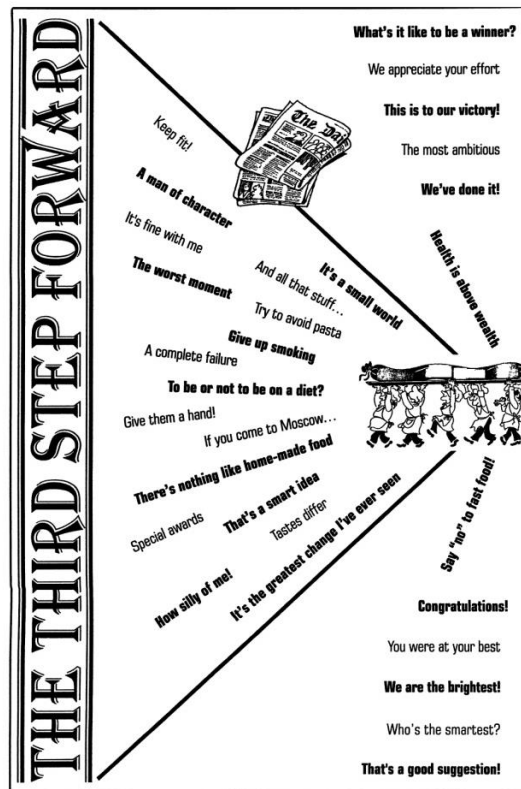 THE THIRD STEP FORWARD
What's it like to be a winner?
We appreciate your effort
This is to our victory!
The most ambitious
We've done it!
The Dai
Keep fit!
A man of character
It's fine with me
The worst moment
And all that stuff...
It's a small world
Health is above wealth
Try to avoid pasta
Give up smoking
A complete failure
To be or not to be on a diet?
Give them a hand!
If you come to Moscow...
There's nothing like home-made food
Special awards
That's a smart idea
Tastes differ
How silly of me!
It's the greatest change I've ever seen
Say "no" to fast food!
Congratulations!
You were at your best
We are the brightest!
Who's the smartest?
That's a good suggestion!